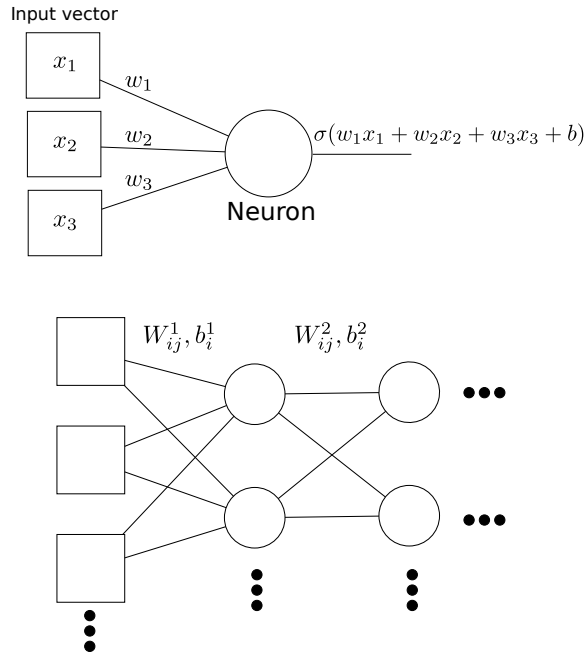 Input vector
x₁
w₁
x₂
w₂
σ(w₁x₁ + w₂x₂ + w₃x₃ + b)
w₃
x₃
Neuron
W¹ᵢⱼ, b¹ᵢ
W²ᵢⱼ, b²ᵢ